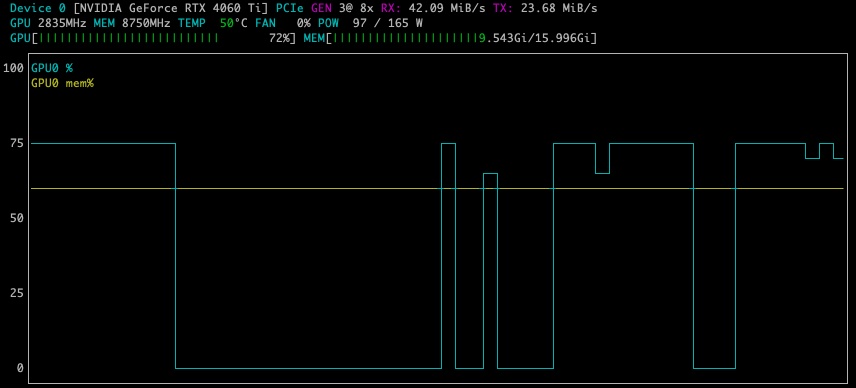 Device 0 [NVIDIA GeForce RTX 4060 Ti] PCIe GEN 3@ 8x RX: 42.09 MiB/s TX: 23.68 MiB/s
GPU 2835MHz MEM 8750MHz TEMP 50°C FAN 0% POW 97 / 165 W
GPU[||||||||||||||||||||||||| 72%] MEM[||||||||||||||||||||9.543Gi/15.996Gi]
100 GPU0 %
GPU0 mem%
75
50
25
0